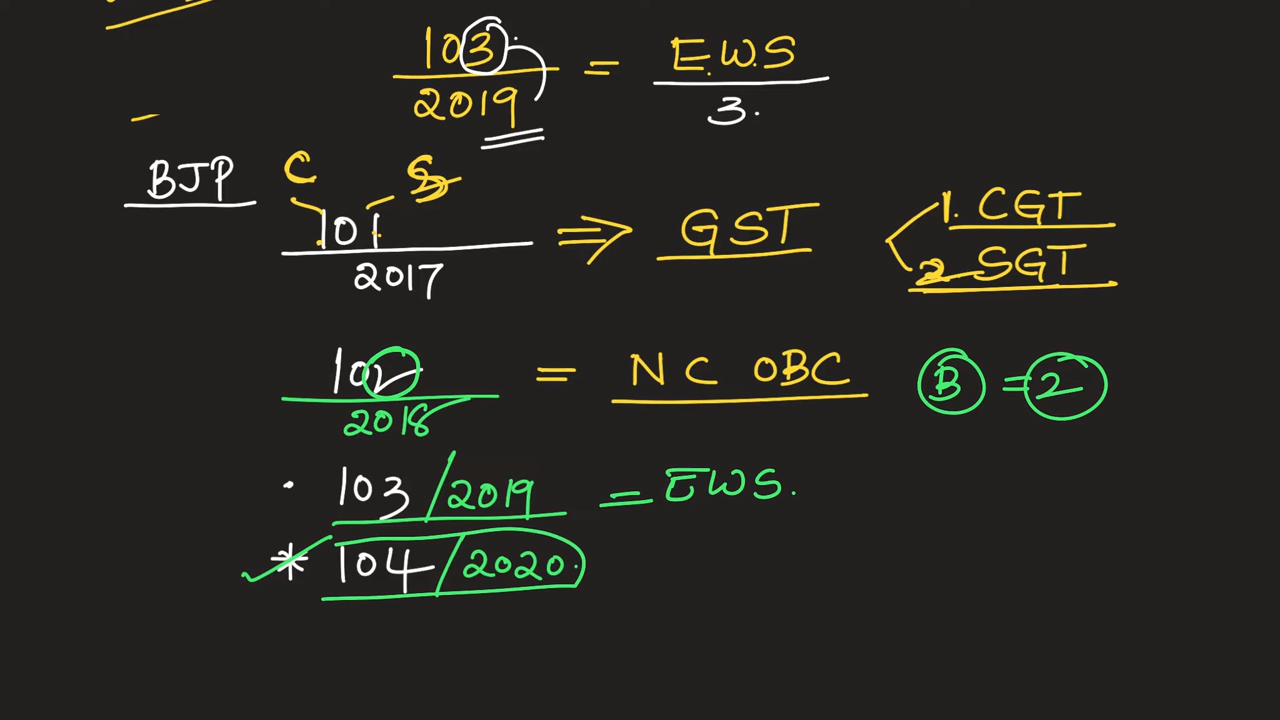 103 = E.W.S
2019 3.
BJP C S
101 ⇒ GST 1. CGT
2017 2 SGT
102 = NC OBC B = 2
2018
· 103/2019 = EWS.
* 104/2020.